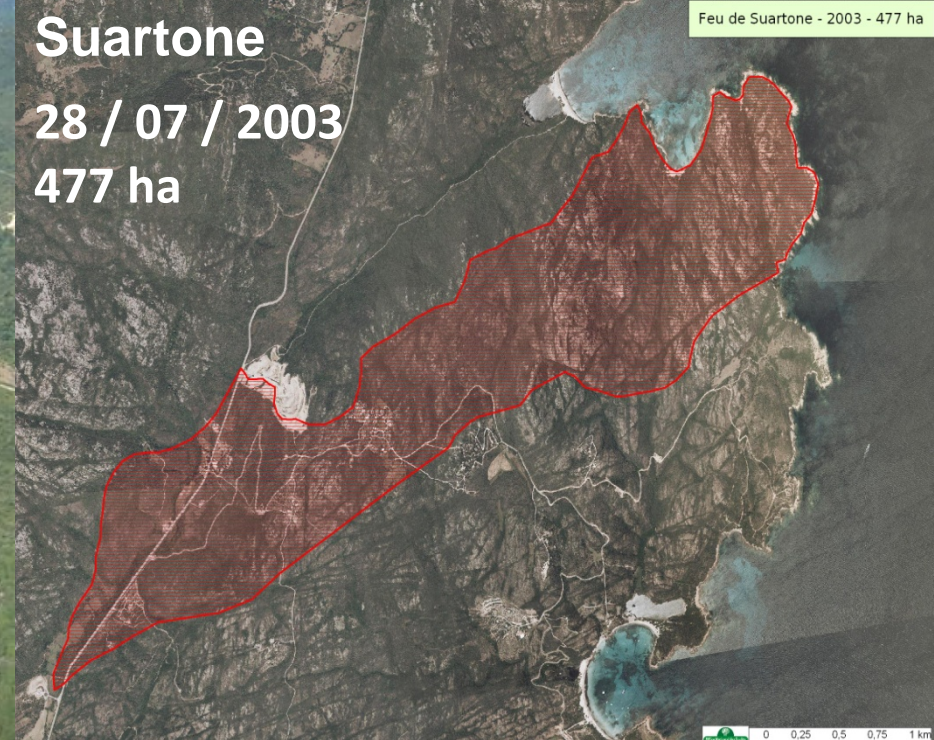 Suartone
28 / 07 / 2003
477 ha
Feu de Suartone - 2003 - 477 ha
0 0,25 0,5 0,75 1 km